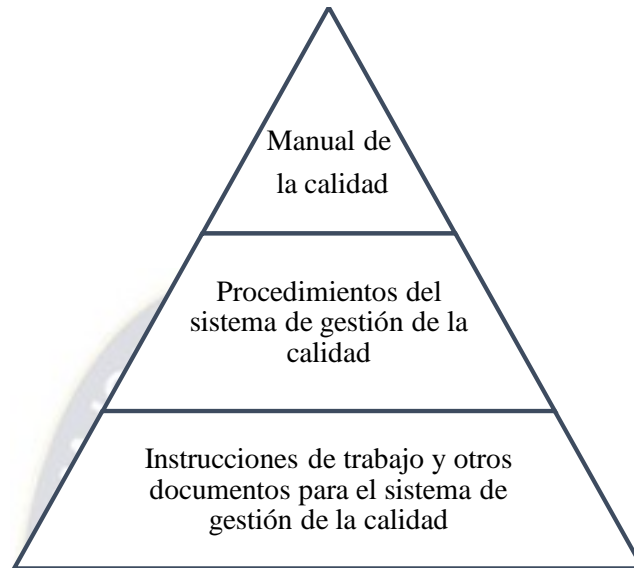 Manual de
la calidad
Procedimientos del
sistema de gestión de la
calidad
Instrucciones de trabajo y otros
documentos para el sistema de
gestión de la calidad